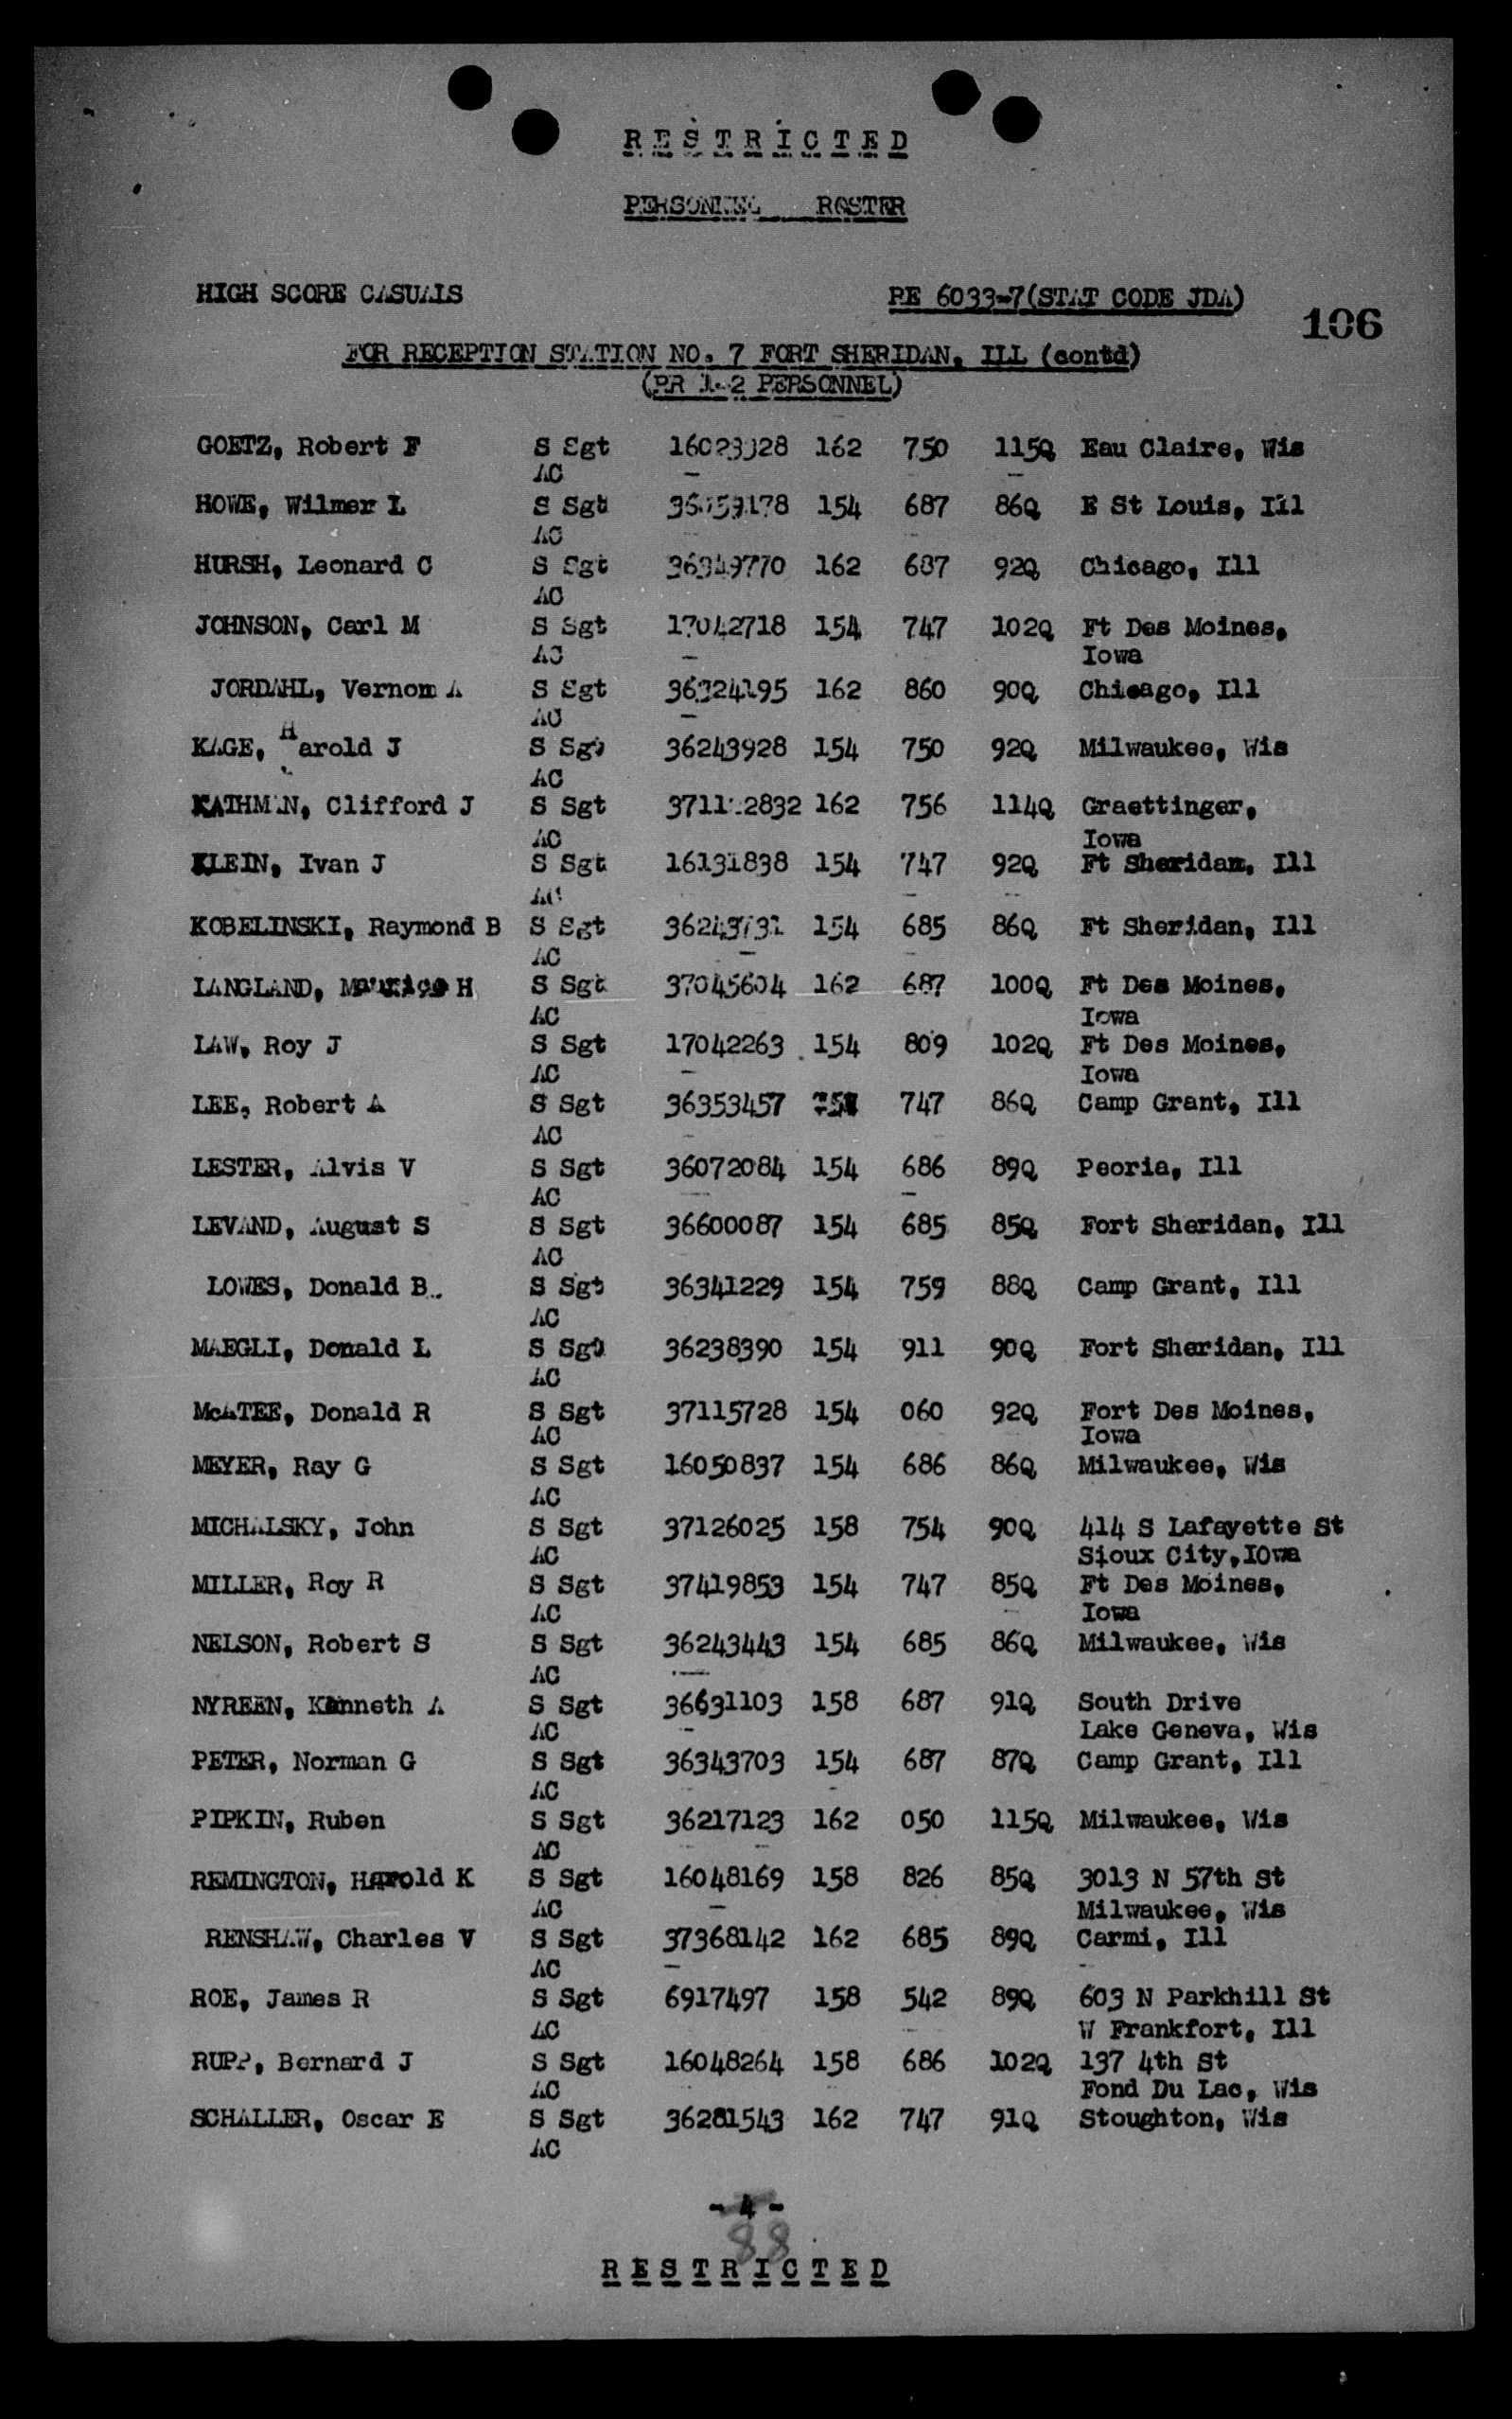 RESTRICTED
PERSONNEL ROSTER
HIGH SCORE CASUALS RE 6033-7(STAT CODE JDA)
106
FOR RECEPTION STATION NO. 7 FORT SHERIDAN, ILL (contd)
(PR 1-2 PERSONNEL)
GOETZ, Robert F S Sgt 162 750 115Q Eau Claire, Wis
AC
HOWE, Wilmer L S Sgt 154 687 86Q E St Louis, Ill
AC
HURSH, Leonard C S Sgt 36349770 162 687 92Q Chicago, Ill
AC
JOHNSON, Carl M S Sgt 17042718 154 747 102Q Ft Des Moines,
AC Iowa
JORDAHL, Vernon A S Sgt 36324195 162 860 90Q Chicago, Ill
AC
KAGE, Harold J S Sgt 36243928 154 750 92Q Milwaukee, Wis
AC
KATHMAN, Clifford J S Sgt 162 756 114Q Graettinger,
AC Iowa
KLEIN, Ivan J S Sgt 16131838 154 747 92Q Ft Sheridan, Ill
AC
KOBELINSKI, Raymond B S Sgt 36243731 154 685 86Q Ft Sheridan, Ill
AC
LANGLAND, Maurice H S Sgt 37045604 162 687 100Q Ft Des Moines,
AC Iowa
LAW, Roy J S Sgt 17042263 154 809 102Q Ft Des Moines,
AC Iowa
LEE, Robert A S Sgt 36353457 747 86Q Camp Grant, Ill
AC
LESTER, Alvis V S Sgt 36072084 154 686 89Q Peoria, Ill
AC
LEVAND, August S S Sgt 36600087 154 685 85Q Fort Sheridan, Ill
AC
LOWES, Donald B.. S Sgt 36341229 154 759 88Q Camp Grant, Ill
AC
MAEGLI, Donald L S Sgt 36238390 154 911 90Q Fort Sheridan, Ill
AC
McATEE, Donald R S Sgt 37115728 154 060 92Q Fort Des Moines,
AC Iowa
MEYER, Ray G S Sgt 16050837 154 686 86Q Milwaukee, Wis
AC
MICHALSKY, John S Sgt 37126025 158 754 90Q 414 S Lafayette St
AC Sioux City,IOwa
MILLER, Roy R S Sgt 37419853 154 747 85Q Ft Des Moines,
AC Iowa
NELSON, Robert S S Sgt 36243443 154 685 86Q Milwaukee, Wis
AC
NYREEN, Kenneth A S Sgt 36631103 158 687 91Q South Drive
AC Lake Geneva, Wis
PETER, Norman G S Sgt 36343703 154 687 87Q Camp Grant, Ill
AC
PIPKIN, Ruben S Sgt 36217123 162 050 115Q Milwaukee, Wis
AC
REMINGTON, Harold K S Sgt 16048169 158 826 85Q 3013 N 57th St
AC Milwaukee, Wis
RENSHAW, Charles V S Sgt 37368142 162 685 89Q Carmi, Ill
AC
ROE, James R S Sgt 6917497 158 542 89Q 603 N Parkhill St
AC W Frankfort, Ill
RUPP, Bernard J S Sgt 16048264 158 686 102Q 137 4th St
AC Fond Du Lac, Wis
SCHALLER, Oscar E S Sgt 36281543 162 747 91Q Stoughton, Wis
AC
- 4 -
88
RESTRICTED